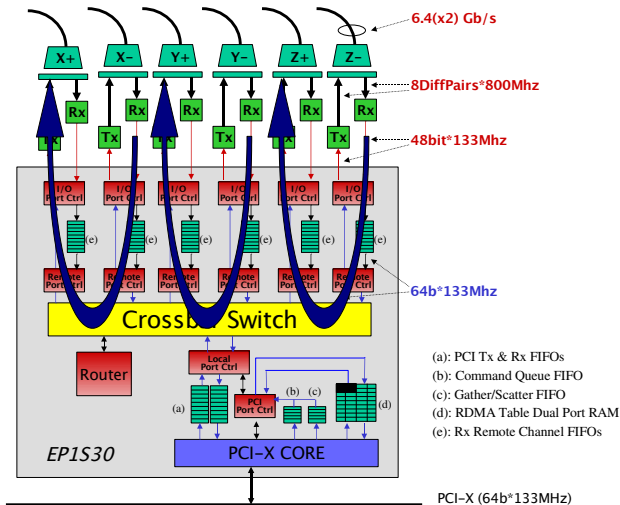 6.4(x2) Gb/s
X+ X- Y+ Y- Z+ Z-
8DiffPairs*800Mhz
Rx Rx Rx Rx Rx Rx
Tx Tx Tx Tx Tx Tx
48bit*133Mhz
I/O Port Ctrl I/O Port Ctrl I/O Port Ctrl I/O Port Ctrl I/O Port Ctrl I/O Port Ctrl
(e) (e) (e) (e)
Remote Port Ctrl Remote Port Ctrl Remote Port Ctrl Remote Port Ctrl Remote Port Ctrl Remote Port Ctrl
64b*133Mhz
Crossbar Switch
Router
Local
Port Ctrl
(a)
PCI
Port Ctrl
(b) (c)
(d)
EP1S30
PCI-X CORE
(a): PCI Tx & Rx FIFOs
(b): Command Queue FIFO
(c): Gather/Scatter FIFO
(d): RDMA Table Dual Port RAM
(e): Rx Remote Channel FIFOs
PCI-X (64b*133MHz)